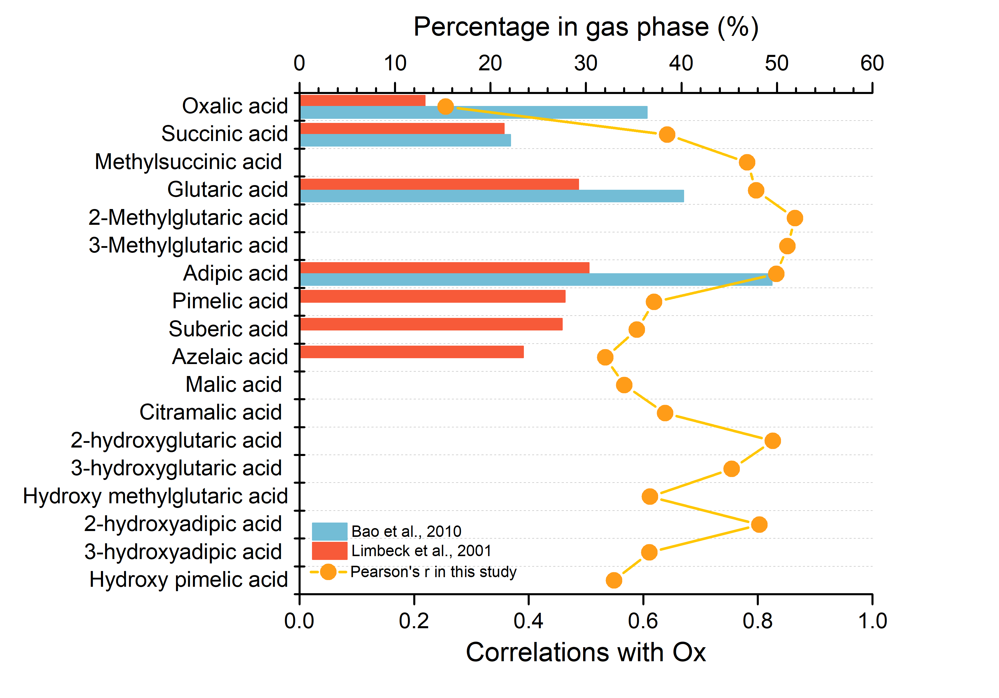 Percentage in gas phase (%)
0 10 20 30 40 50 60
Oxalic acid
Succinic acid
Methylsuccinic acid
Glutaric acid
2-Methylglutaric acid
3-Methylglutaric acid
Adipic acid
Pimelic acid
Suberic acid
Azelaic acid
Malic acid
Citramalic acid
2-hydroxyglutaric acid
3-hydroxyglutaric acid
Hydroxy methylglutaric acid
2-hydroxyadipic acid
3-hydroxyadipic acid
Hydroxy pimelic acid
Bao et al., 2010
Limbeck et al., 2001
Pearson's r in this study
0.0 0.2 0.4 0.6 0.8 1.0
Correlations with Ox